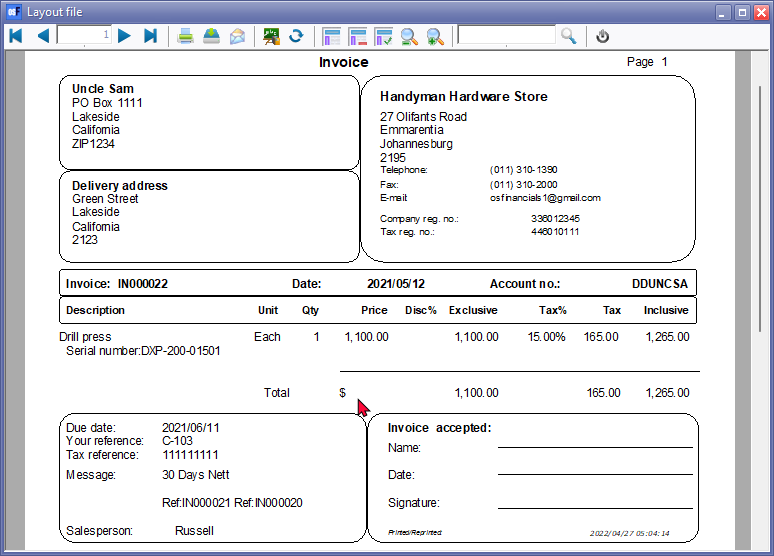 Layout file
1
Invoice
Page 1
Uncle Sam
PO Box 1111
Lakeside
California
ZIP1234
Handyman Hardware Store
27 Olifants Road
Emmarentia
Johannesburg
2195
Telephone: (011) 310-1390
Fax: (011) 310-2000
E-mail osfinancials1@gmail.com
Company reg. no.: 336012345
Tax reg. no.: 446010111
Delivery address
Green Street
Lakeside
California
2123
Invoice: IN000022 Date: 2021/05/12 Account no.: DDUNCSA
Description Unit Qty Price Disc% Exclusive Tax% Tax Inclusive
Drill press Each 1 1,100.00 1,100.00 15.00% 165.00 1,265.00
Serial number:DXP-200-01501
Total $ 1,100.00 165.00 1,265.00
Due date: 2021/06/11
Your reference: C-103
Tax reference: 111111111
Message: 30 Days Nett
Ref:IN000021 Ref:IN000020
Salesperson: Russell
Invoice accepted:
Name:
Date:
Signature:
Printed/Reprinted: 2022/04/27 05:04:14